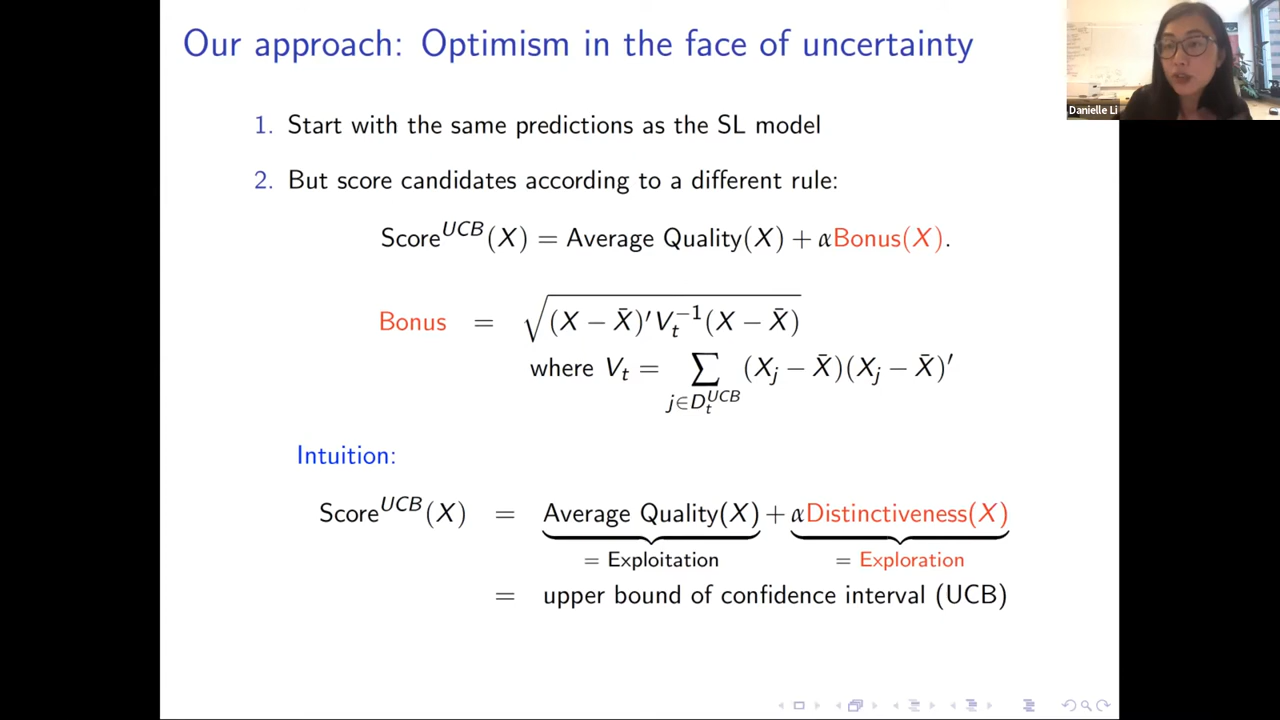 Our approach: Optimism in the face of uncertainty
Danielle Li
1. Start with the same predictions as the SL model
2. But score candidates according to a different rule:
Score^{UCB}(X) = Average Quality(X) + αBonus(X).
Bonus = √(X − X̄)′V_t^{−1}(X − X̄)
where V_t = ∑_{j∈D_t^{UCB}} (X_j − X̄)(X_j − X̄)′
Intuition:
Score^{UCB}(X) = Average Quality(X) + αDistinctiveness(X)
= Exploitation = Exploration
= upper bound of confidence interval (UCB)